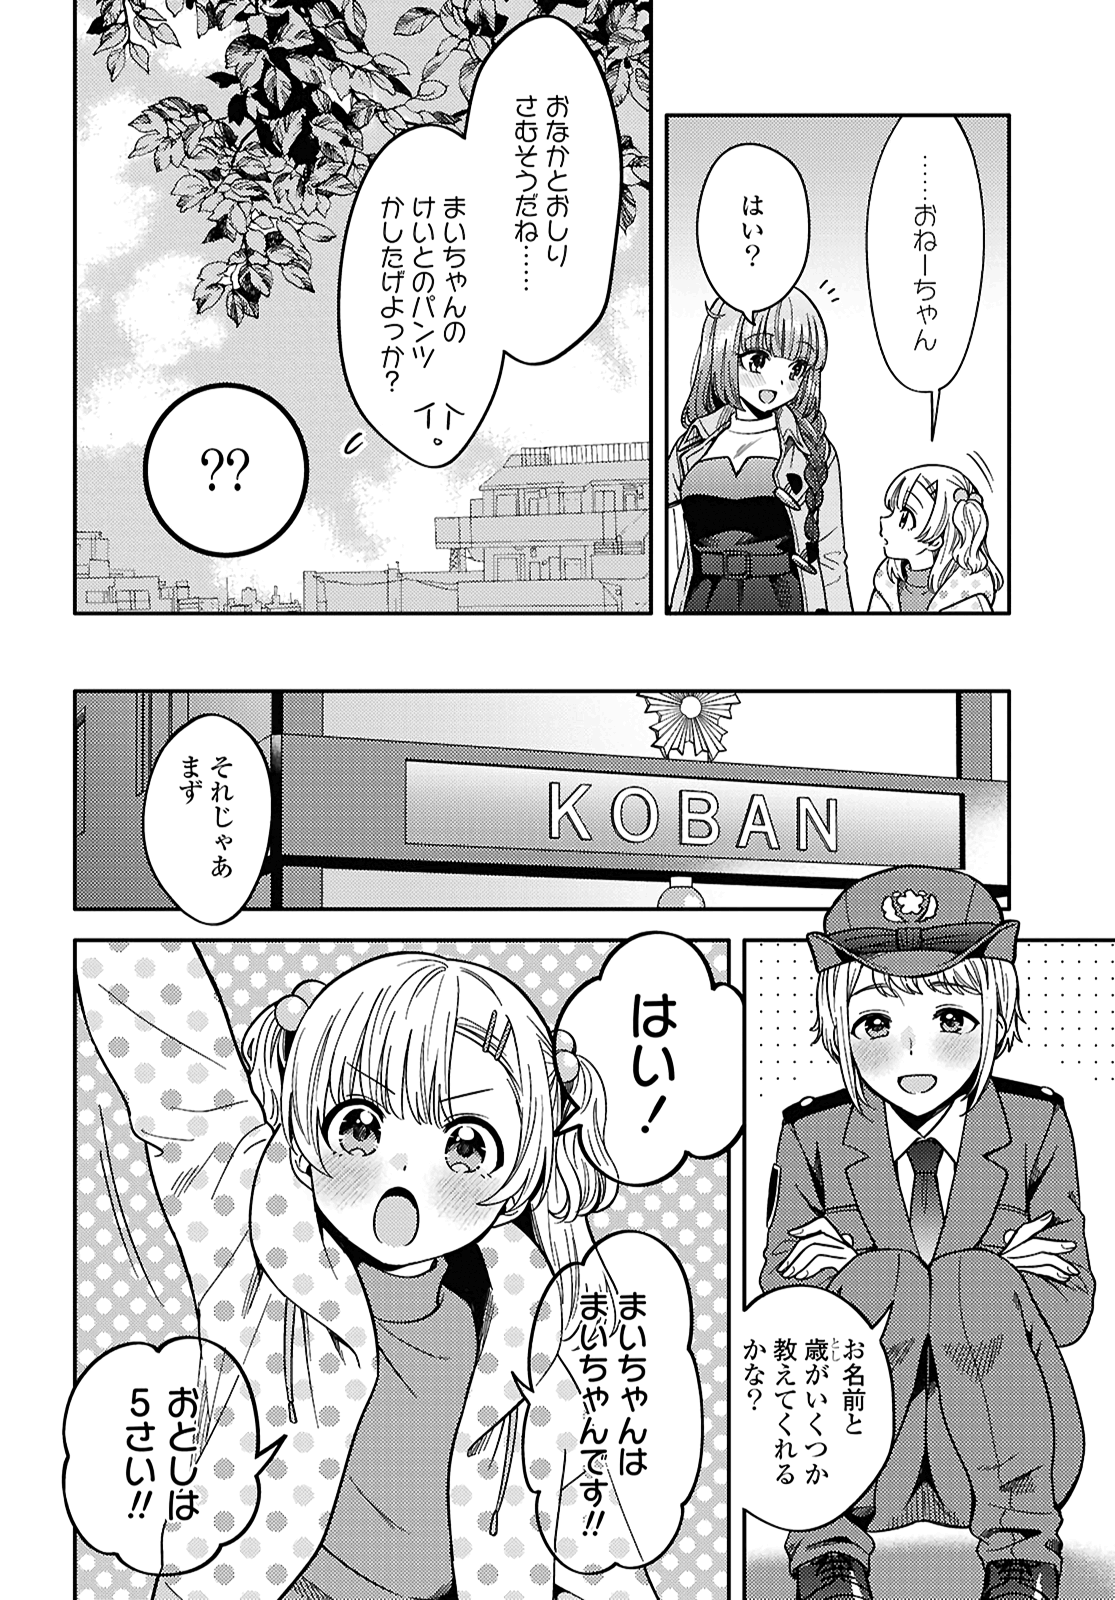 ……おねーちゃん
はい？
おなかとおしり
さむそうだね……
まいちゃんの
けいとのパンツ
かしたげよっか？
??
KOBAN
それじゃあ
まず
お名前と
歳がいくつか
とし
教えてくれる
かな？
はい！
まいちゃんは
まいちゃんです!!
おとしは
5さい!!